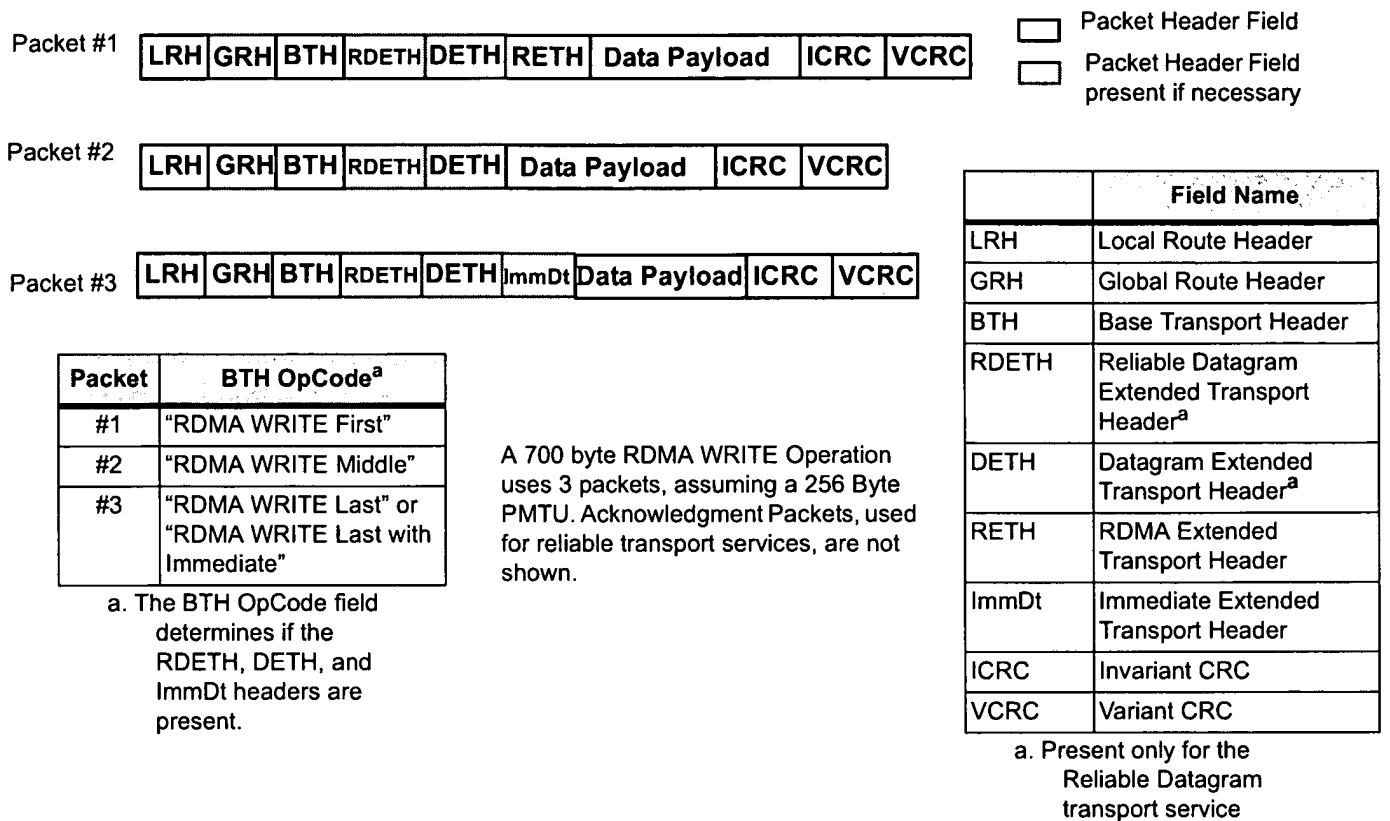 Packet #1
LRH GRH BTH RDETH DETH RETH Data Payload ICRC VCRC
Packet Header Field
Packet Header Field
present if necessary
Packet #2
LRH GRH BTH RDETH DETH Data Payload ICRC VCRC
Packet #3
LRH GRH BTH RDETH DETH ImmDt Data Payload ICRC VCRC
Packet BTH OpCodeª
#1 "RDMA WRITE First"
#2 "RDMA WRITE Middle"
#3 "RDMA WRITE Last" or
"RDMA WRITE Last with
Immediate"
a. The BTH OpCode field
determines if the
RDETH, DETH, and
ImmDt headers are
present.
A 700 byte RDMA WRITE Operation
uses 3 packets, assuming a 256 Byte
PMTU. Acknowledgment Packets, used
for reliable transport services, are not
shown.
Field Name
LRH Local Route Header
GRH Global Route Header
BTH Base Transport Header
RDETH Reliable Datagram
Extended Transport
Headerª
DETH Datagram Extended
Transport Headerª
RETH RDMA Extended
Transport Header
ImmDt Immediate Extended
Transport Header
ICRC Invariant CRC
VCRC Variant CRC
a. Present only for the
Reliable Datagram
transport service